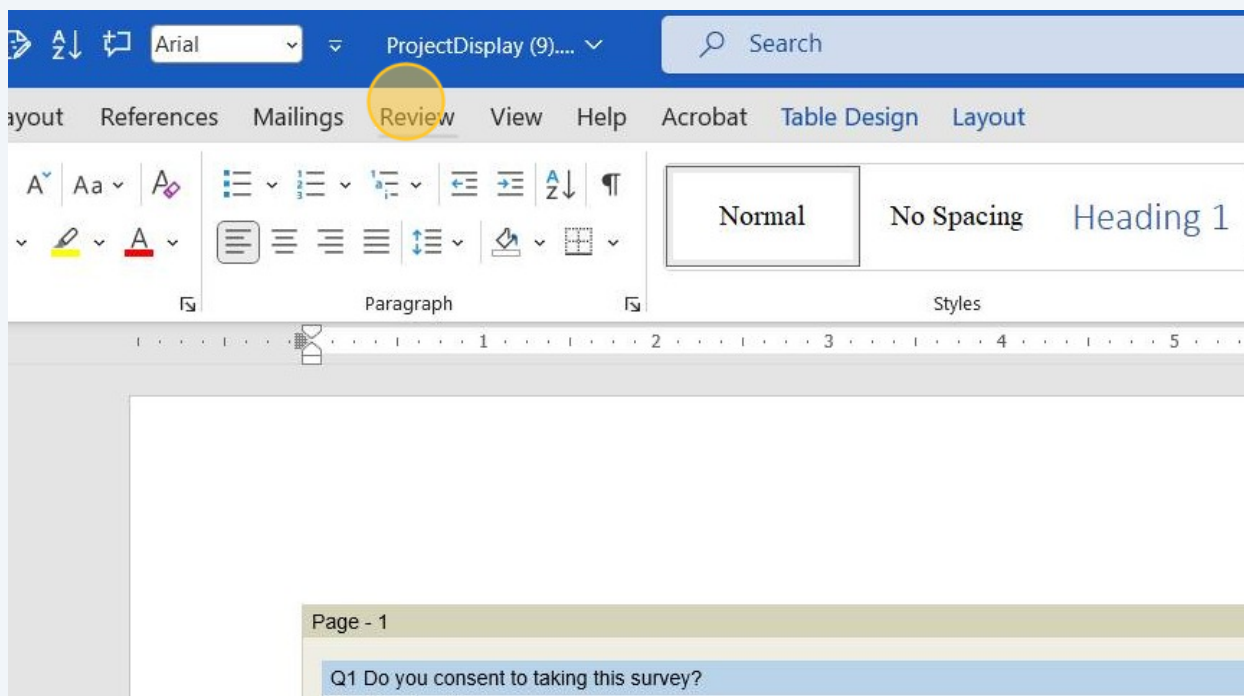 Arial
ProjectDisplay (9)....
Search
ayout References Mailings Review View Help Acrobat Table Design Layout
Normal No Spacing Heading 1
Paragraph Styles
1 2 3 4 5
Page - 1
Q1 Do you consent to taking this survey?